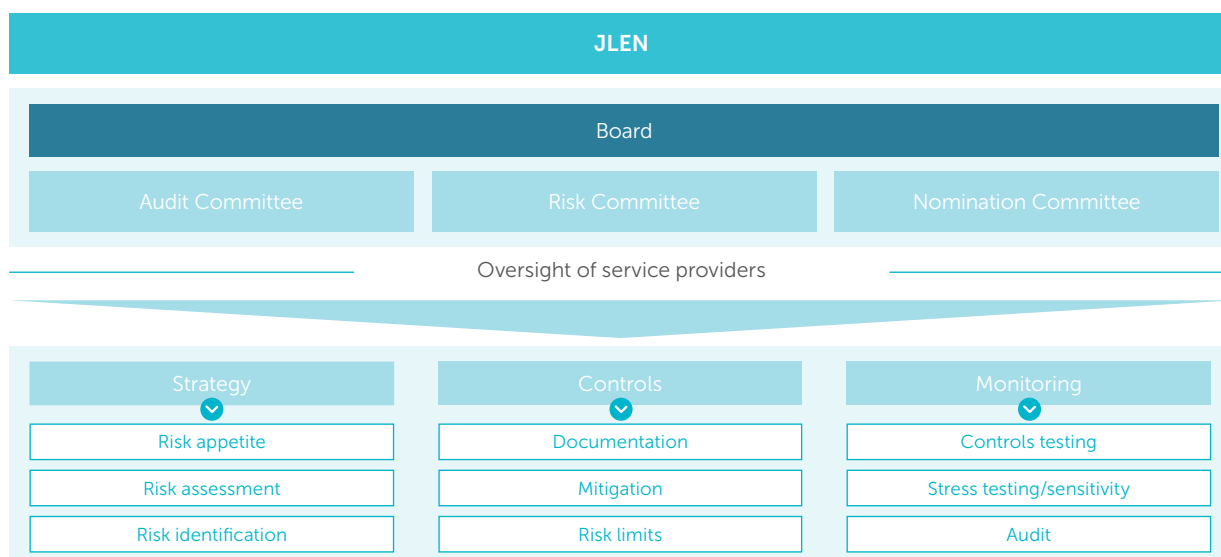 JLEN
Board
Audit Committee
Risk Committee
Nomination Committee
Oversight of service providers
Strategy
Controls
Monitoring
Risk appetite
Documentation
Controls testing
Risk assessment
Mitigation
Stress testing/sensitivity
Risk identification
Risk limits
Audit